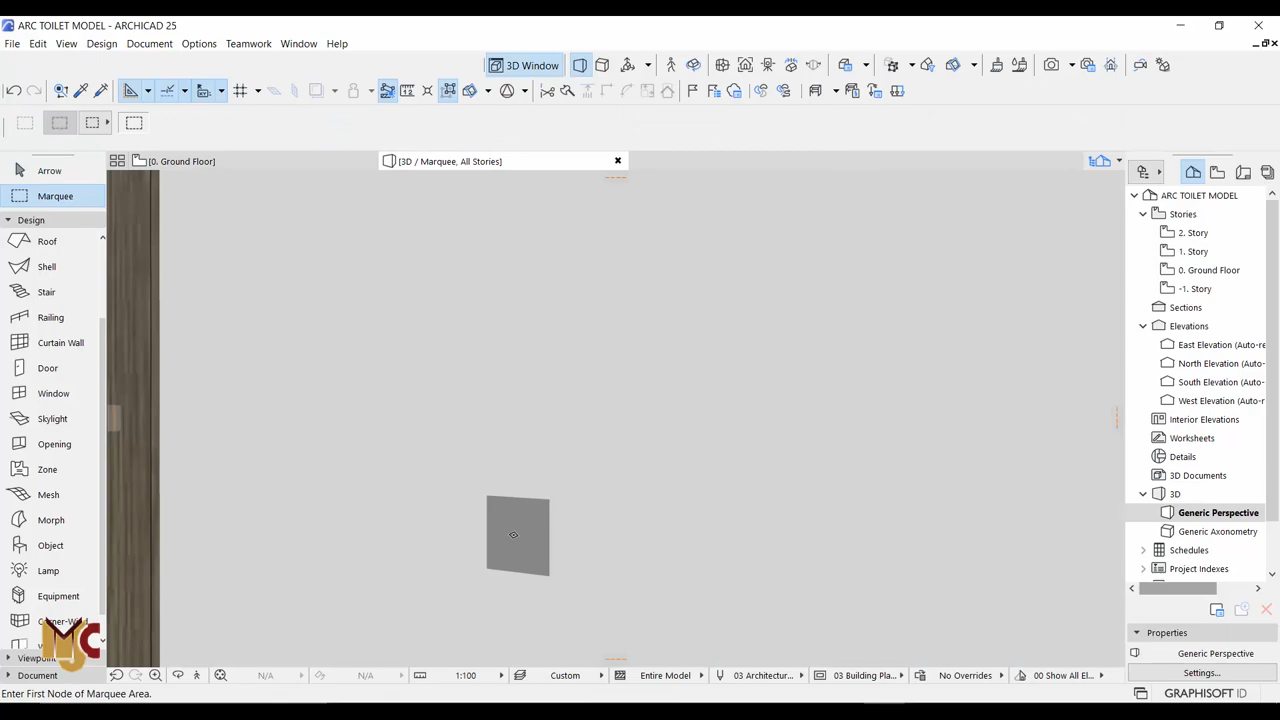 ARC TOILET MODEL - ARCHICAD 25
File Edit View Design Document Options Teamwork Window Help
3D Window
[0. Ground Floor]
[3D / Marquee, All Stories]
Arrow
Marquee
Design
Roof
Shell
Stair
Railing
Curtain Wall
Door
Window
Skylight
Opening
Zone
Mesh
Morph
Object
Lamp
Equipment
Viewpoint
Document
MJC
ARC TOILET MODEL
Stories
2. Story
1. Story
0. Ground Floor
-1. Story
Sections
Elevations
East Elevation (Auto-re
North Elevation (Auto-
South Elevation (Auto-
West Elevation (Auto-r
Interior Elevations
Worksheets
Details
3D Documents
3D
Generic Perspective
Generic Axonometry
Schedules
Project Indexes
Properties
Generic Perspective
Settings...
N/A N/A 1:100 Custom Entire Model 03 Architectur... 03 Building Pla... No Overrides 00 Show All El...
Enter First Node of Marquee Area.
GRAPHISOFT ID